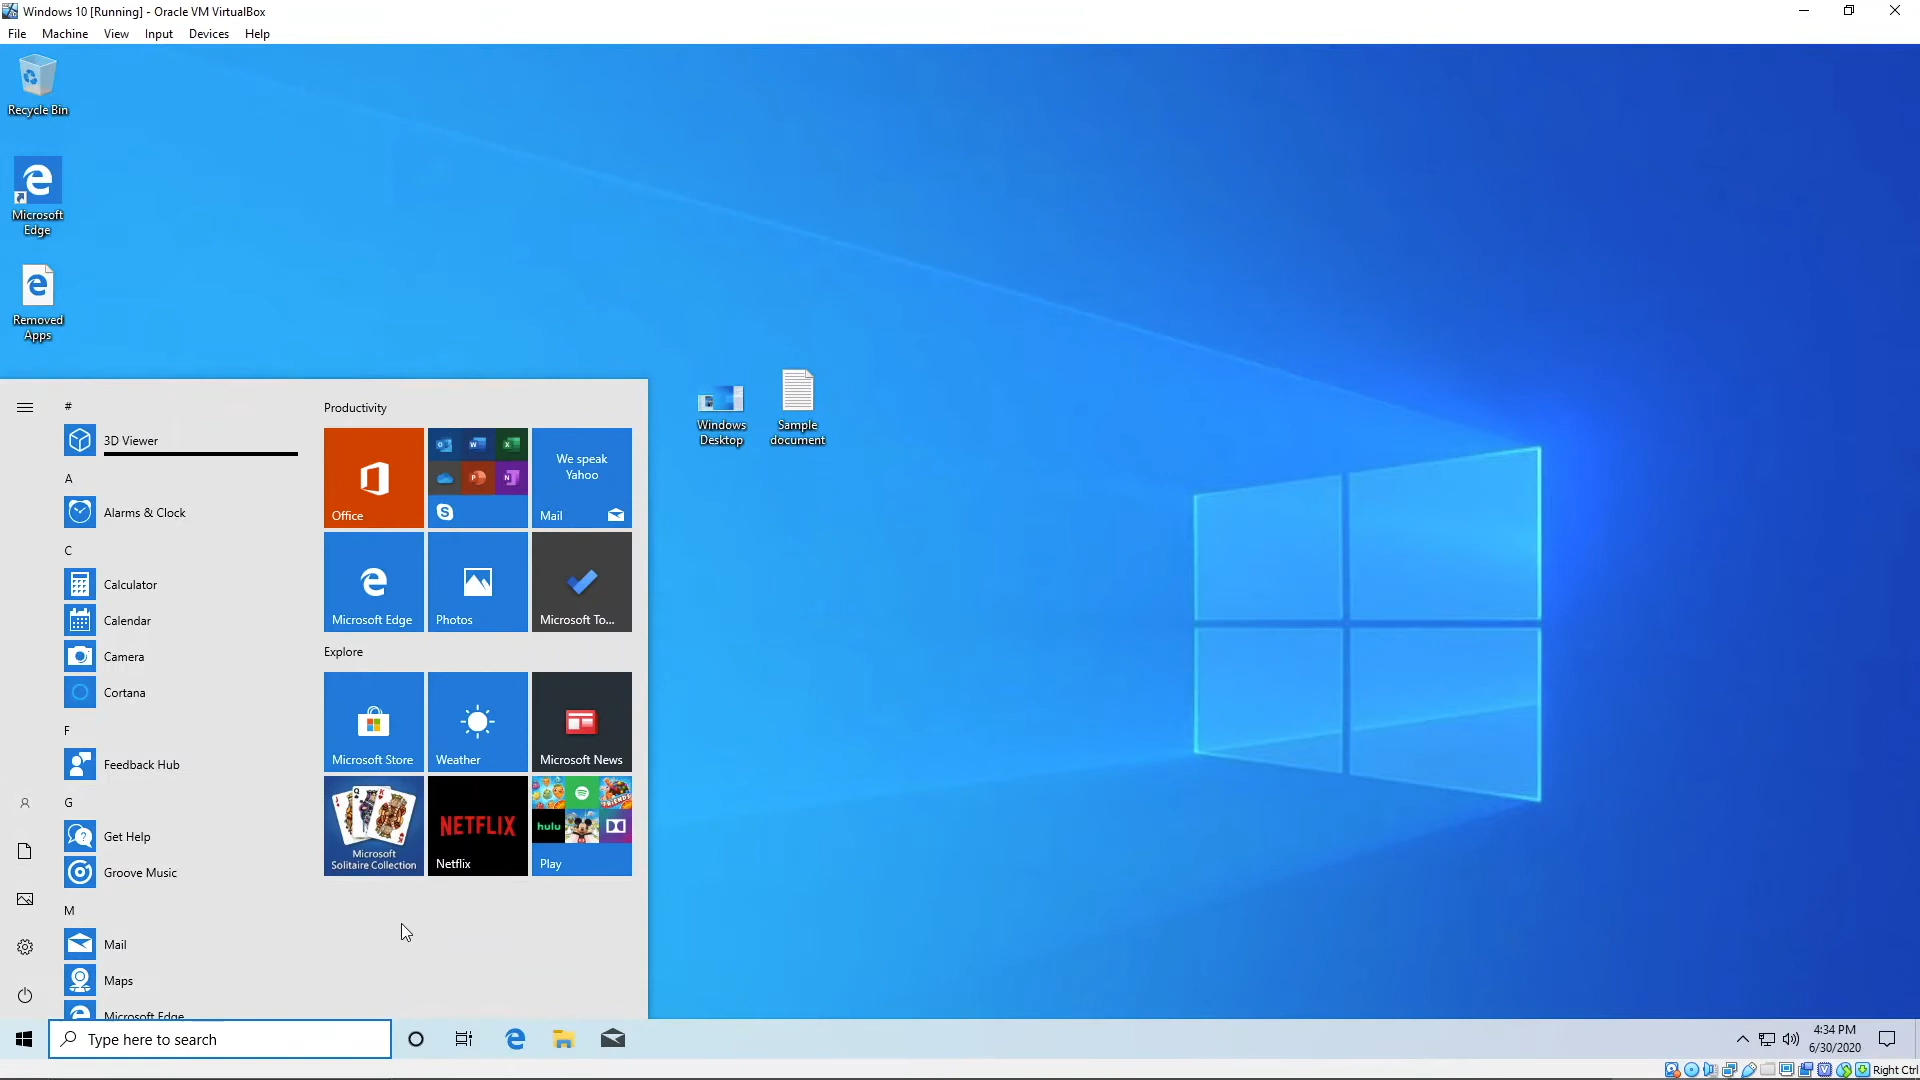 Windows 10 [Running] - Oracle VM VirtualBox
File Machine View Input Devices Help
Recycle Bin
Microsoft
Edge
Removed
Apps
Windows
Desktop
Sample
document
#
3D Viewer
A
Alarms & Clock
C
Calculator
Calendar
Camera
Cortana
F
Feedback Hub
G
Get Help
Groove Music
M
Mail
Maps
Microsoft Edge
Productivity
Office
We speak
Yahoo
Mail
Microsoft Edge
Photos
Microsoft To...
Explore
Microsoft Store
Weather
Microsoft News
Microsoft
Solitaire Collection
NETFLIX
Netflix
hulu
Play
Type here to search
4:34 PM
6/30/2020
Right Ctrl